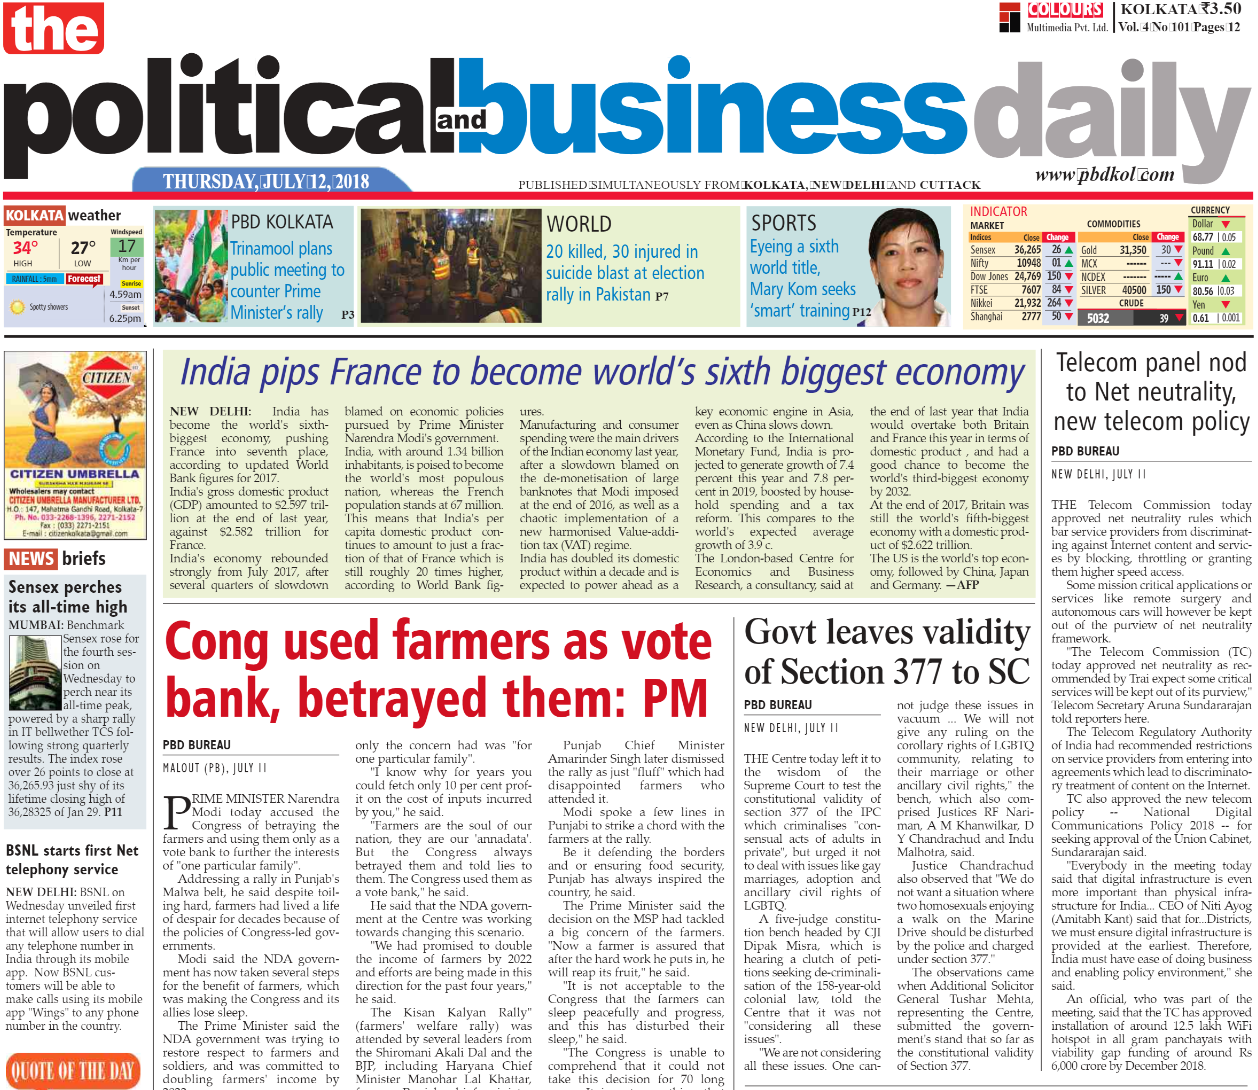 the
political and business daily
COLOURS
Multimedia Pvt. Ltd.
KOLKATA ₹3.50
Vol. 4 No 101 Pages 12
THURSDAY, JULY 12, 2018
PUBLISHED SIMULTANEOUSLY FROM KOLKATA, NEW DELHI AND CUTTACK
www.pbdkol.com
KOLKATA weather
Temperature
34° 27°
HIGH LOW
RAINFALL : 5mm Forecast
Spotty showers
Windspeed
17
Km per
hour
Sunrise
4.59am
Sunset
6.25pm
PBD KOLKATA
Trinamool plans
public meeting to
counter Prime
Minister's rally P3
WORLD
20 killed, 30 injured in
suicide blast at election
rally in Pakistan P7
SPORTS
Eyeing a sixth
world title,
Mary Kom seeks
'smart' training P12
INDICATOR
MARKET
Indices Close Change
Sensex 36,265 26
Nifty 10948 01
Dow Jones 24,769 150
FTSE 7607 84
Nikkei 21,932 264
Shanghai 2777 50
COMMODITIES
Close Change
Gold 31,350 30
MCX ------ ---
NCDEX ------- -----
SILVER 40500 150
CRUDE
5032 39
CURRENCY
Dollar
68.77 0.05
Pound
91.11 0.02
Euro
80.56 0.03
Yen
0.61 0.001
CITIZEN
CITIZEN UMBRELLA
Wholesalers may contact
CITIZEN UMBRELLA MANUFACTURER LTD.
H.O. : 147, Mahatma Gandhi Road, Kolkata-7
Ph. No. 033-2268-1396, 2271-2152
Fax : (033) 2271-2151
E-mail : citizenkolkata@gmail.com
NEWS briefs
Sensex perches
its all-time high
MUMBAI: Benchmark
Sensex rose for
the fourth ses-
sion on
Wednesday to
perch near its
all-time peak,
powered by a sharp rally
in IT bellwether TCS fol-
lowing strong quarterly
results. The index rose
over 26 points to close at
36,265.93 just shy of its
lifetime closing high of
36,28325 of Jan 29. P11
BSNL starts first Net
telephony service
NEW DELHI: BSNL on
Wednesday unveiled first
internet telephony service
that will allow users to dial
any telephone number in
India through its mobile
app. Now BSNL cus-
tomers will be able to
make calls using its mobile
app "Wings" to any phone
number in the country.
QUOTE OF THE DAY
India pips France to become world's sixth biggest economy
NEW DELHI: India has
become the world's sixth-
biggest economy, pushing
France into seventh place,
according to updated World
Bank figures for 2017.
India's gross domestic product
(GDP) amounted to $2.597 tril-
lion at the end of last year,
against $2.582 trillion for
France.
India's economy rebounded
strongly from July 2017, after
several quarters of slowdown
blamed on economic policies
pursued by Prime Minister
Narendra Modi's government.
India, with around 1.34 billion
inhabitants, is poised to become
the world's most populous
nation, whereas the French
population stands at 67 million.
This means that India's per
capita domestic product con-
tinues to amount to just a frac-
tion of that of France which is
still roughly 20 times higher,
according to World Bank fig-
ures.
Manufacturing and consumer
spending were the main drivers
of the Indian economy last year,
after a slowdown blamed on
the de-monetisation of large
banknotes that Modi imposed
at the end of 2016, as well as a
chaotic implementation of a
new harmonised Value-addi-
tion tax (VAT) regime.
India has doubled its domestic
product within a decade and is
expected to power ahead as a
key economic engine in Asia,
even as China slows down.
According to the International
Monetary Fund, India is pro-
jected to generate growth of 7.4
percent this year and 7.8 per-
cent in 2019, boosted by house-
hold spending and a tax
reform. This compares to the
world's expected average
growth of 3.9 c.
The London-based Centre for
Economics and Business
Research, a consultancy, said at
the end of last year that India
would overtake both Britain
and France this year in terms of
domestic product , and had a
good chance to become the
world's third-biggest economy
by 2032.
At the end of 2017, Britain was
still the world's fifth-biggest
economy with a domestic prod-
uct of $2.622 trillion.
The US is the world's top econ-
omy, followed by China, Japan
and Germany. —AFP
Cong used farmers as vote
bank, betrayed them: PM
PBD BUREAU
MALOUT (PB), JULY 11
PRIME MINISTER Narendra
Modi today accused the
Congress of betraying the
farmers and using them only as a
vote bank to further the interests
of "one particular family".
Addressing a rally in Punjab's
Malwa belt, he said despite toil-
ing hard, farmers had lived a life
of despair for decades because of
the policies of Congress-led gov-
ernments.
Modi said the NDA govern-
ment has now taken several steps
for the benefit of farmers, which
was making the Congress and its
allies lose sleep.
The Prime Minister said the
NDA government was trying to
restore respect to farmers and
soldiers, and was committed to
doubling farmers' income by
only the concern had was "for
one particular family".
"I know why for years you
could fetch only 10 per cent prof-
it on the cost of inputs incurred
by you," he said.
"Farmers are the soul of our
nation, they are our 'annadata'.
But the Congress always
betrayed them and told lies to
them. The Congress used them as
a vote bank," he said.
He said that the NDA govern-
ment at the Centre was working
towards changing this scenario.
"We had promised to double
the income of farmers by 2022
and efforts are being made in this
direction for the past four years,"
he said.
The Kisan Kalyan Rally"
(farmers' welfare rally) was
attended by several leaders from
the Shiromani Akali Dal and the
BJP, including Haryana Chief
Minister Manohar Lal Khattar,
Punjab Chief Minister
Amarinder Singh later dismissed
the rally as just "fluff" which had
disappointed farmers who
attended it.
Modi spoke a few lines in
Punjabi to strike a chord with the
farmers at the rally.
Be it defending the borders
and or ensuring food security,
Punjab has always inspired the
country, he said.
The Prime Minister said the
decision on the MSP had tackled
a big concern of the farmers.
"Now a farmer is assured that
after the hard work he puts in, he
will reap its fruit," he said.
"It is not acceptable to the
Congress that the farmers can
sleep peacefully and progress,
and this has disturbed their
sleep," he said.
"The Congress is unable to
comprehend that it could not
take this decision for 70 long
Govt leaves validity
of Section 377 to SC
PBD BUREAU
NEW DELHI, JULY 11
THE Centre today left it to
the wisdom of the
Supreme Court to test the
constitutional validity of
section 377 of the IPC
which criminalises "con-
sensual acts of adults in
private", but urged it not
to deal with issues like gay
marriages, adoption and
ancillary civil rights of
LGBTQ.
A five-judge constitu-
tion bench headed by CJI
Dipak Misra, which is
hearing a clutch of peti-
tions seeking de-criminali-
sation of the 158-year-old
colonial law, told the
Centre that it was not
"considering all these
issues".
"We are not considering
all these issues. One can-
not judge these issues in
vacuum ... We will not
give any ruling on the
corollary rights of LGBTQ
community, relating to
their marriage or other
ancillary civil rights," the
bench, which also com-
prised Justices RF Nari-
man, A M Khanwilkar, D
Y Chandrachud and Indu
Malhotra, said.
Justice Chandrachud
also observed that "We do
not want a situation where
two homosexuals enjoying
a walk on the Marine
Drive should be disturbed
by the police and charged
under section 377."
The observations came
when Additional Solicitor
General Tushar Mehta,
representing the Centre,
submitted the govern-
ment's stand that so far as
the constitutional validity
of Section 377.
Telecom panel nod
to Net neutrality,
new telecom policy
PBD BUREAU
NEW DELHI, JULY 11
THE Telecom Commission today
approved net neutrality rules which
bar service providers from discriminat-
ing against Internet content and servic-
es by blocking, throttling or granting
them higher speed access.
Some mission critical applications or
services like remote surgery and
autonomous cars will however be kept
out of the purview of net neutrality
framework.
"The Telecom Commission (TC)
today approved net neutrality as rec-
ommended by Trai expect some critical
services will be kept out of its purview,"
Telecom Secretary Aruna Sundararajan
told reporters here.
The Telecom Regulatory Authority
of India had recommended restrictions
on service providers from entering into
agreements which lead to discriminato-
ry treatment of content on the Internet.
TC also approved the new telecom
policy -- National Digital
Communications Policy 2018 -- for
seeking approval of the Union Cabinet,
Sundararajan said.
"Everybody in the meeting today
said that digital infrastructure is even
more important than physical infra-
structure for India... CEO of Niti Ayog
(Amitabh Kant) said that for...Districts,
we must ensure digital infrastructure is
provided at the earliest. Therefore,
India must have ease of doing business
and enabling policy environment," she
said.
An official, who was part of the
meeting, said that the TC has approved
installation of around 12.5 lakh WiFi
hotspot in all gram panchayats with
viability gap funding of around Rs
6,000 crore by December 2018.